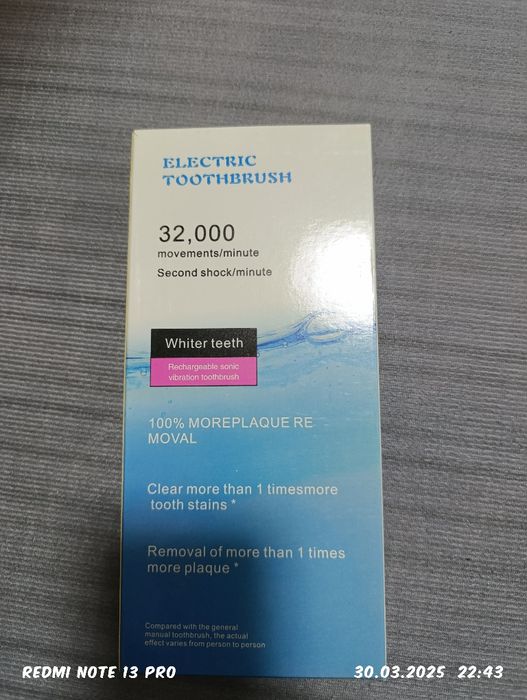 ELECTRIC
TOOTHBRUSH
32,000
movements/minute
Second shock/minute
Whiter teeth
Rechargeable sonic
vibration toothbrush
100% MOREPLAQUE RE
MOVAL
Clear more than 1 timesmore
tooth stains *
Removal of more than 1 times
more plaque *
Compared with the general
manual toothbrush, the actual
effect varies from person to person
REDMI NOTE 13 PRO
30.03.2025 22:43